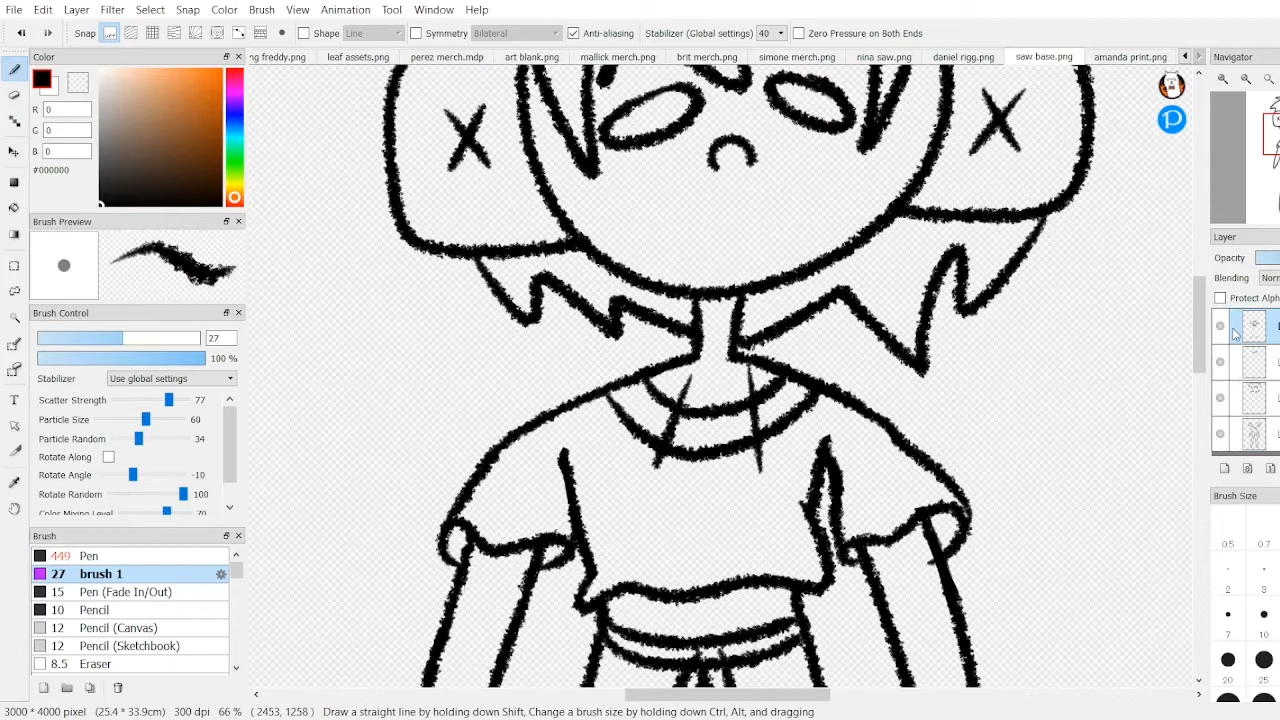 File Edit Layer Filter Select Snap Color Brush View Animation Tool Window Help
Snap Shape Line Symmetry Bilateral Anti-aliasing Stabilizer (Global settings) 40 Zero Pressure on Both Ends
Color
ng freddy.png leaf assets.png perez merch.mdp art blank.png mallick merch.png brit merch.png simone merch.png nina saw.png daniel rigg.png saw base.png amanda print.png
Navigator
R 0
G 0
B 0
#000000
Brush Preview
Layer
Opacity
Blending Norr
Protect Alph
Brush Control
27
100 %
Stabilizer Use global settings
Scatter Strength 77
Particle Size 60
Particle Random 34
Rotate Along
Rotate Angle -10
Rotate Random 100
Color Mixing Level 70
Brush
449 Pen
27 brush 1
15 Pen (Fade In/Out)
10 Pencil
12 Pencil (Canvas)
12 Pencil (Sketchbook)
8.5 Eraser
Brush Size
0.5 0.7
2 3
7 10
20 25
3000 * 4000 pixel (25.4 * 33.9cm) 300 dpi 66 % ( 2453, 1258 ) Draw a straight line by holding down Shift, Change a brush size by holding down Ctrl, Alt, and dragging